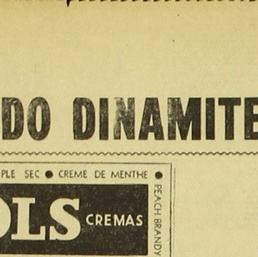 DO DINAMITE
PLE SEC ● CREME DE MENTHE ●
OLS CREMAS
PEACH BRANDY